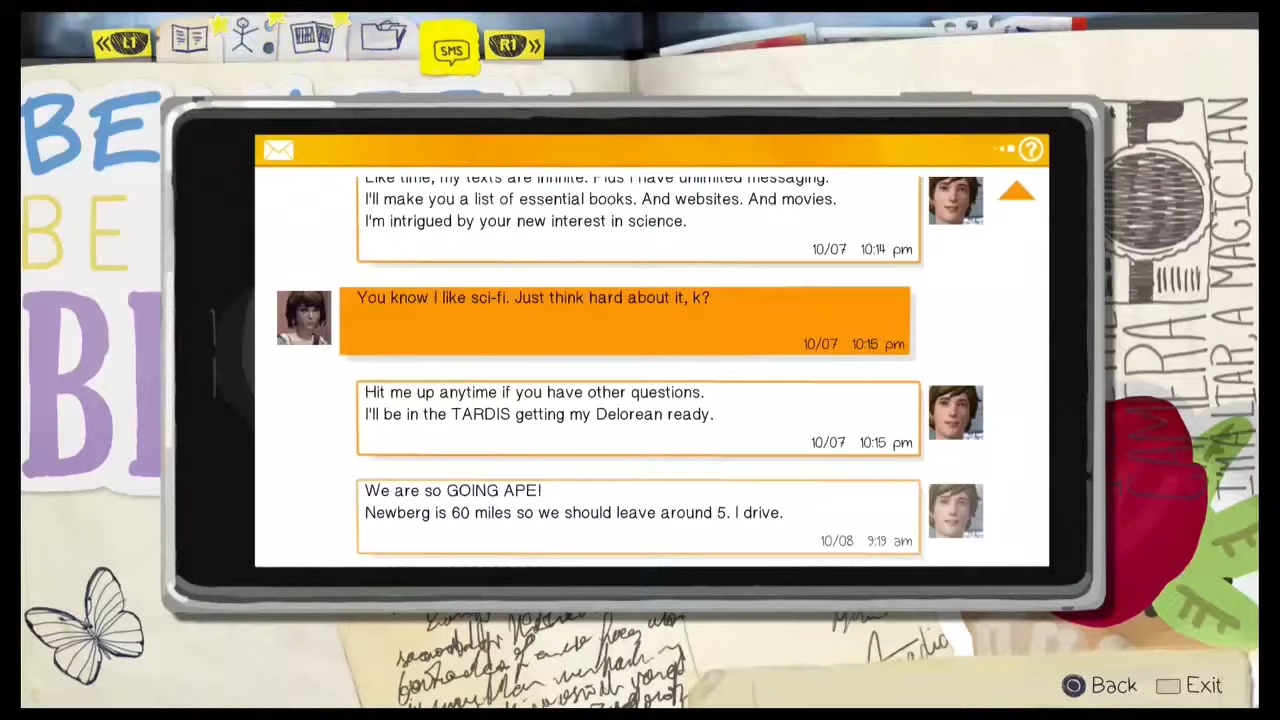 L1
SMS
R1
BE
BE
Like time, my texts are infinite. Plus I have unlimited messaging.
I'll make you a list of essential books. And websites. And movies.
I'm intrigued by your new interest in science.
10/07 10:14 pm
You know I like sci-fi. Just think hard about it, k?
10/07 10:15 pm
Hit me up anytime if you have other questions.
I'll be in the TARDIS getting my Delorean ready.
10/07 10:15 pm
We are so GOING APE!
Newberg is 60 miles so we should leave around 5. I drive.
10/08 9:19 am
CAMERA
LIAR, A MAGICIAN
Back
Exit